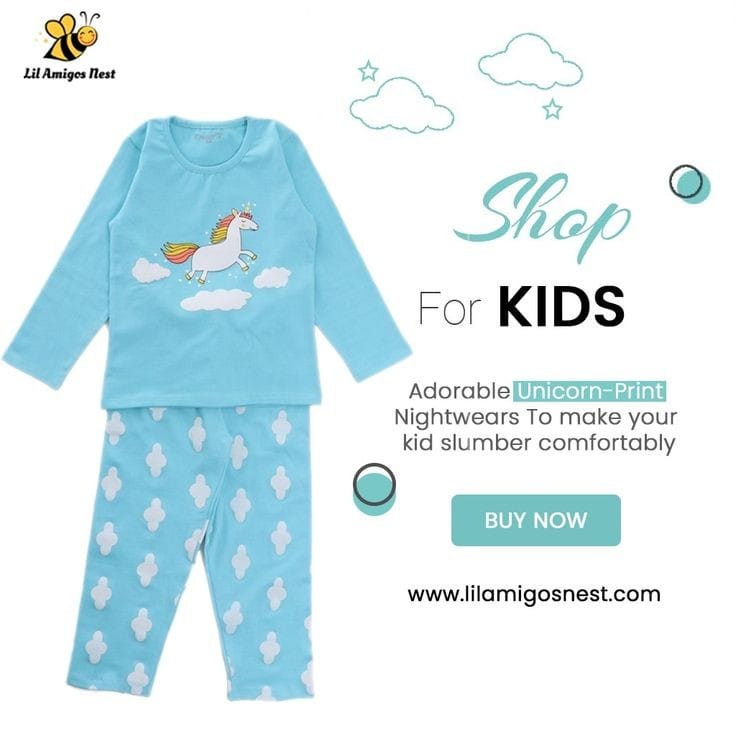 Lil Amigos Nest
Shop
For KIDS
Adorable Unicorn-Print
Nightwears To make your
kid slumber comfortably
BUY NOW
www.lilamigosnest.com